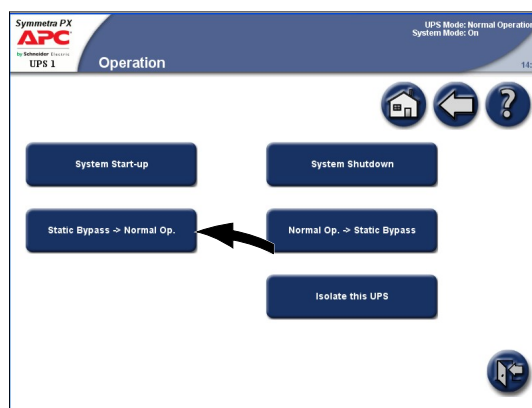 Symmetra PX
APC
by Schneider Electric
UPS 1
Operation
UPS Mode: Normal Operation
System Mode: On
14:
?
System Start-up
System Shutdown
Static Bypass -> Normal Op.
Normal Op. -> Static Bypass
Isolate this UPS